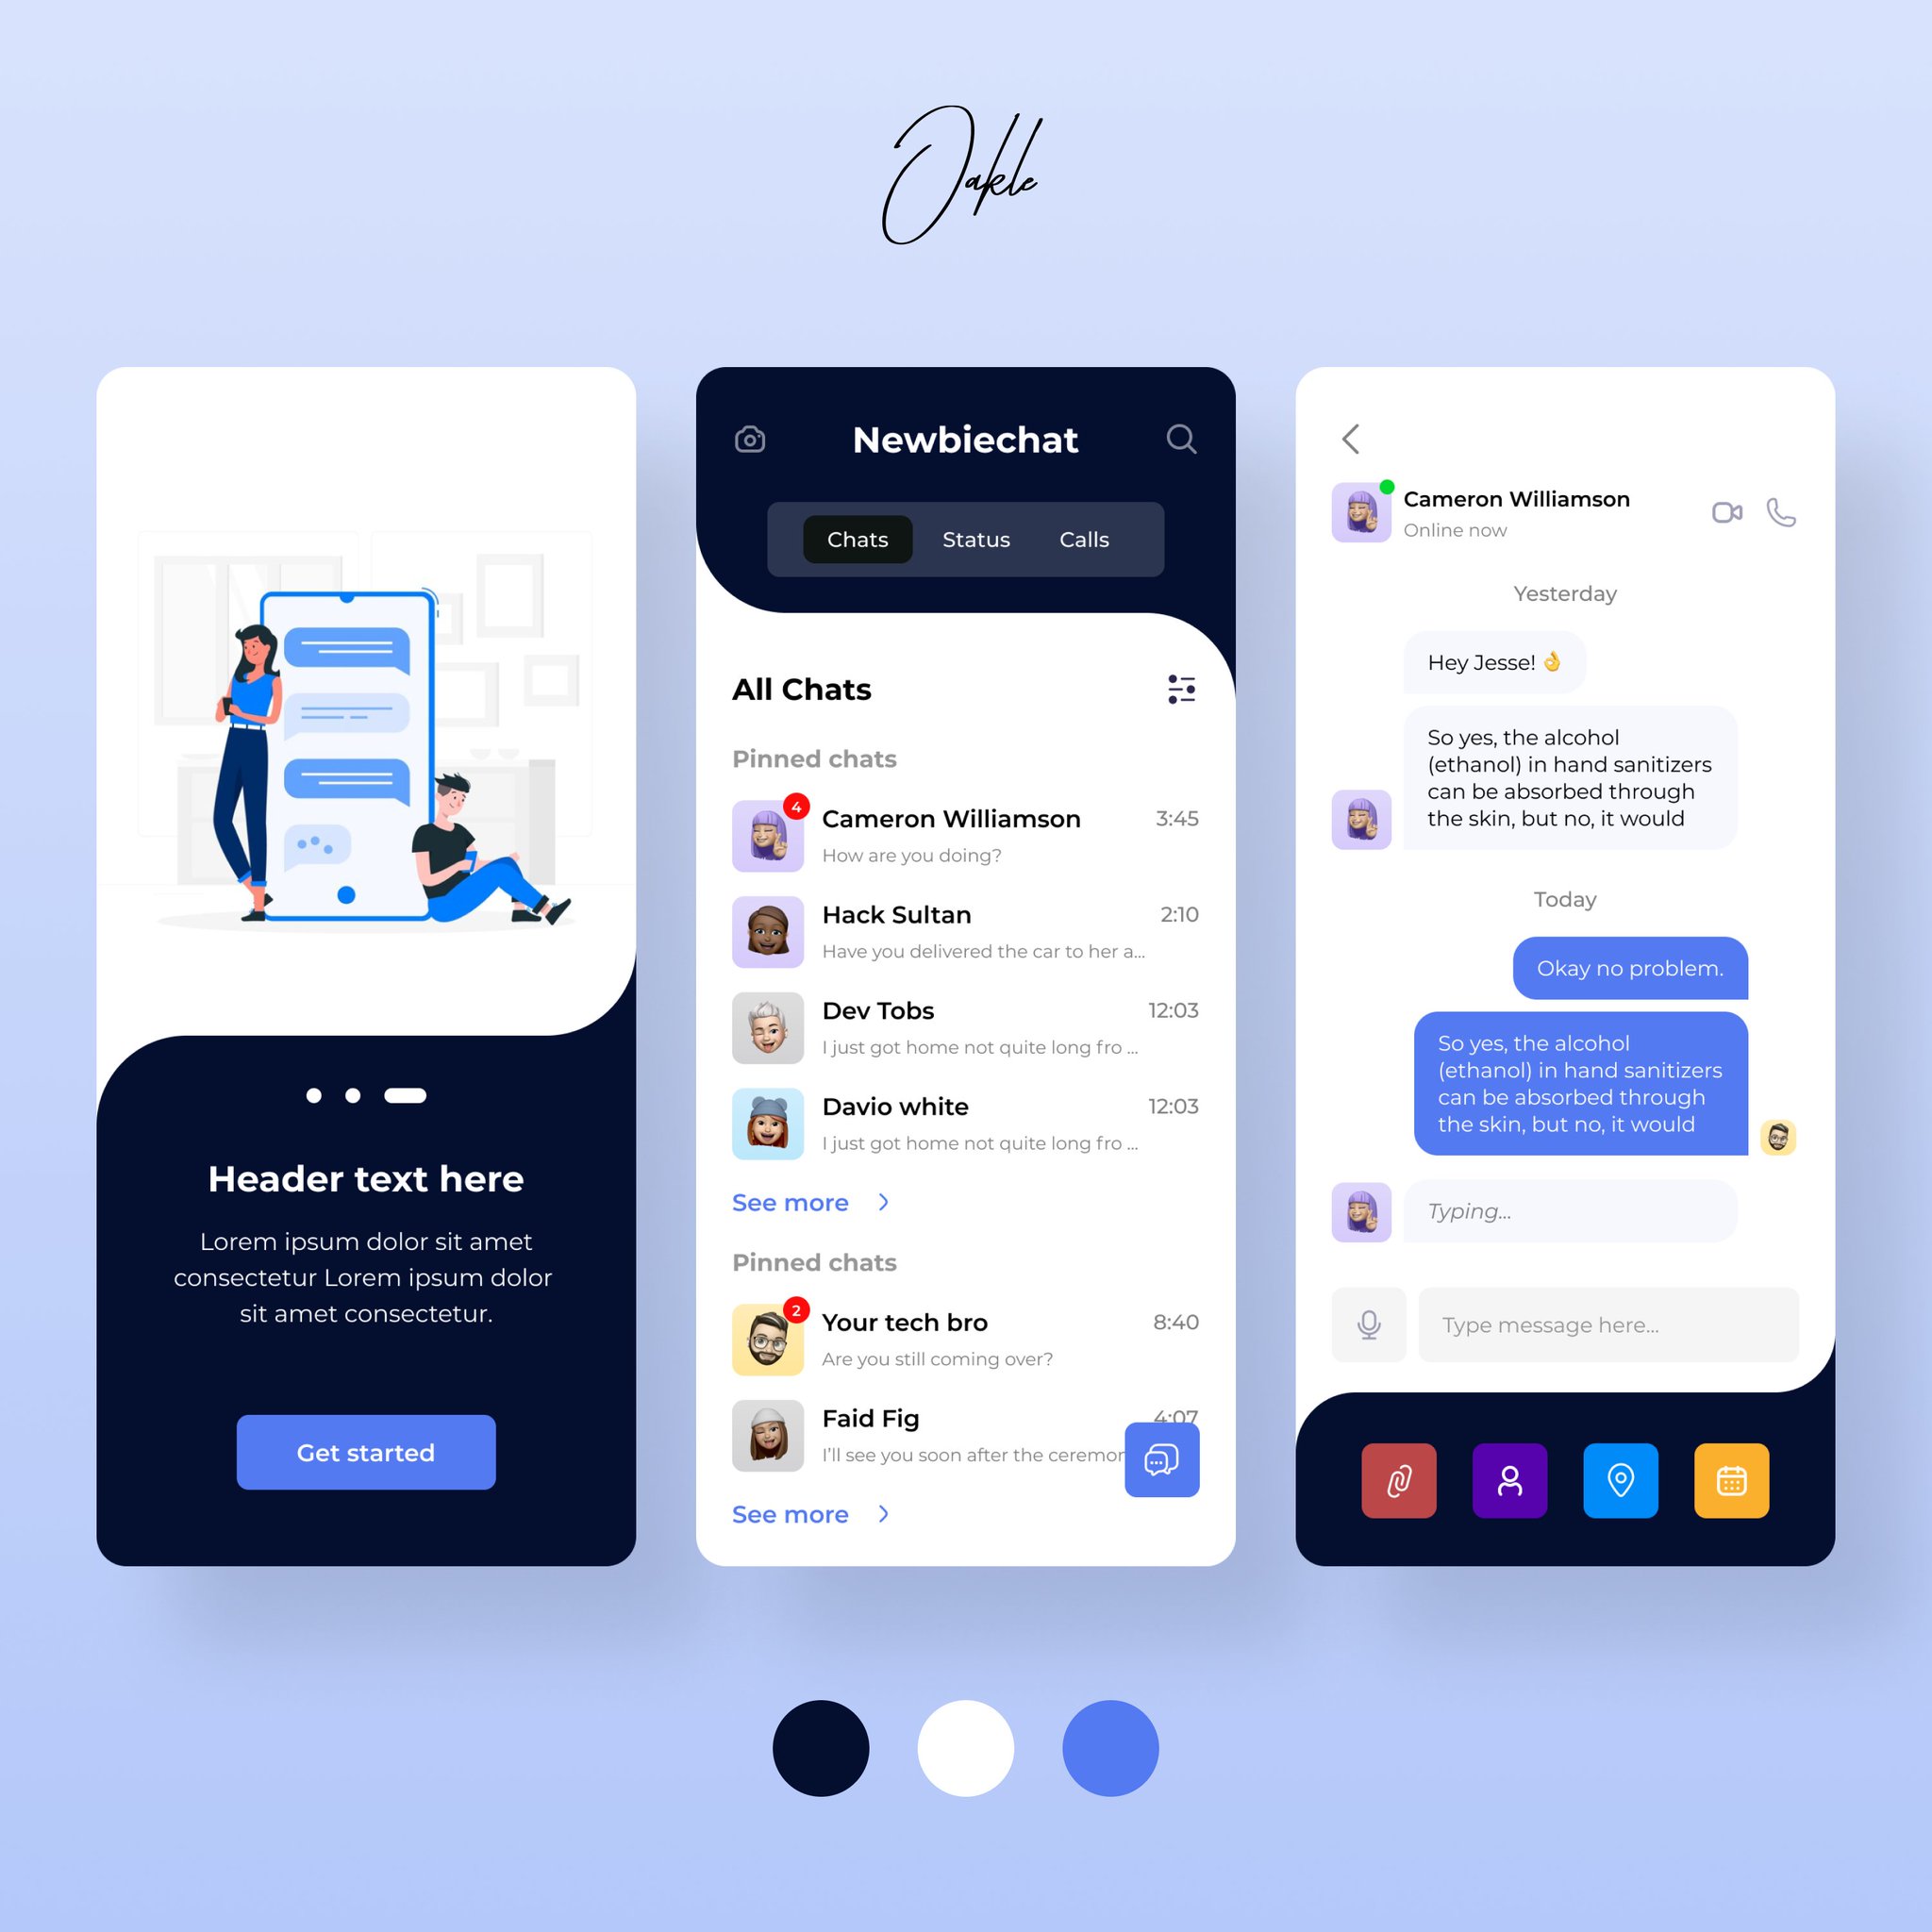 Oakle
Header text here
Lorem ipsum dolor sit amet
consectetur Lorem ipsum dolor
sit amet consectetur.
Get started
Newbiechat
Chats Status Calls
All Chats
Pinned chats
4
Cameron Williamson 3:45
How are you doing?
Hack Sultan 2:10
Have you delivered the car to her a...
Dev Tobs 12:03
I just got home not quite long fro ...
Davio white 12:03
I just got home not quite long fro ...
See more
Pinned chats
2
Your tech bro 8:40
Are you still coming over?
Faid Fig 4:07
I'll see you soon after the ceremon
See more
Cameron Williamson
Online now
Yesterday
Hey Jesse! 👌
So yes, the alcohol
(ethanol) in hand sanitizers
can be absorbed through
the skin, but no, it would
Today
Okay no problem.
So yes, the alcohol
(ethanol) in hand sanitizers
can be absorbed through
the skin, but no, it would
Typing...
Type message here...